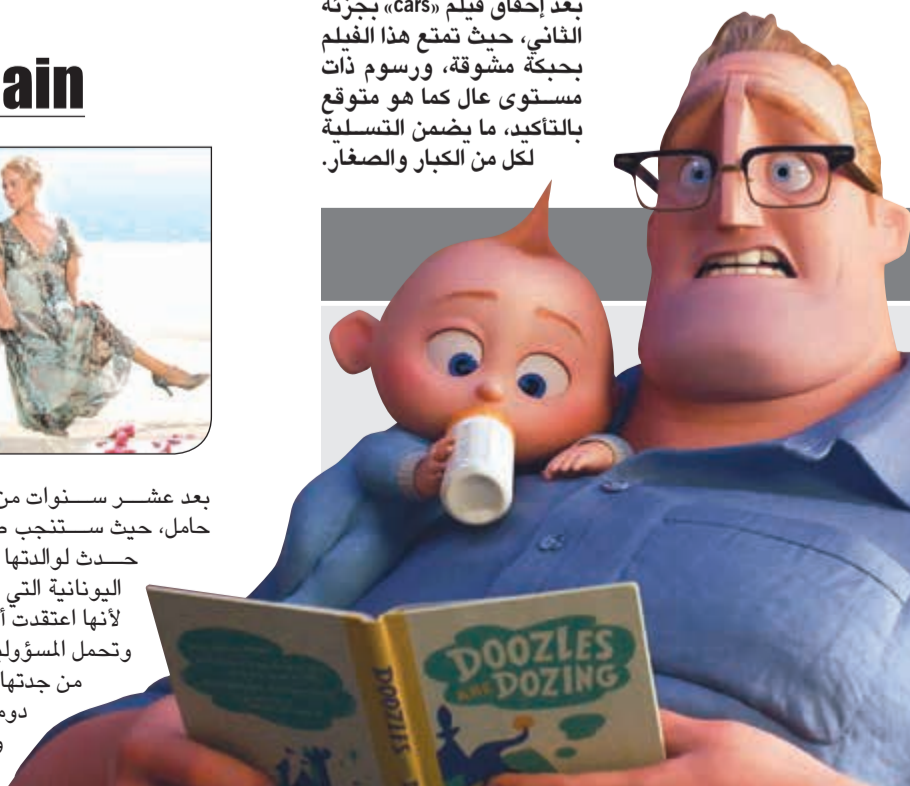 بعد إخفاق فيلم «cars» بجزئه
الثاني، حيث تمتع هذا الفيلم
بحبكة مشوقة، ورسوم ذات
مستوى عال كما هو متوقع
بالتأكيد، ما يضمن التسلية
لكل من الكبار والصغار.
ain
بعد عشر سنوات من
حامل، حيث ستنجب
حدث لوالدتها
اليونانية التي
لأنها اعتقدت
وتحمل
من جدتها
DOOZLES
ARE DOZING
DOOZLES